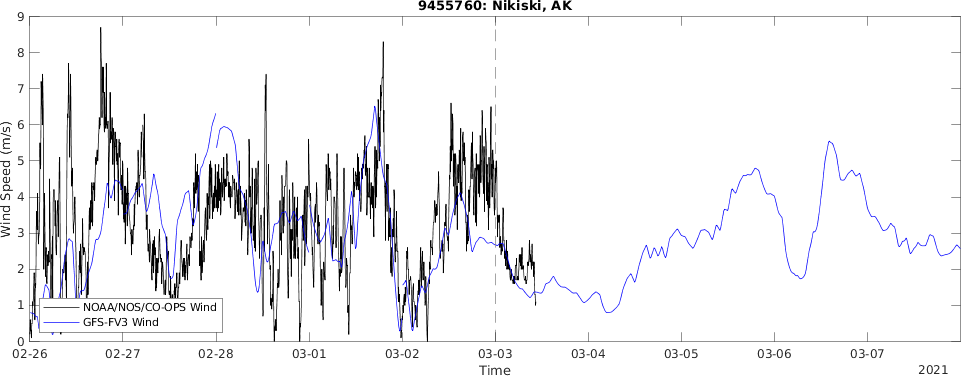 9455760: Nikiski, AK
Wind Speed (m/s)
9
8
7
6
5
4
3
2
1
0
NOAA/NOS/CO-OPS Wind
GFS-FV3 Wind
02-26 02-27 02-28 03-01 03-02 03-03 03-04 03-05 03-06 03-07
Time
2021